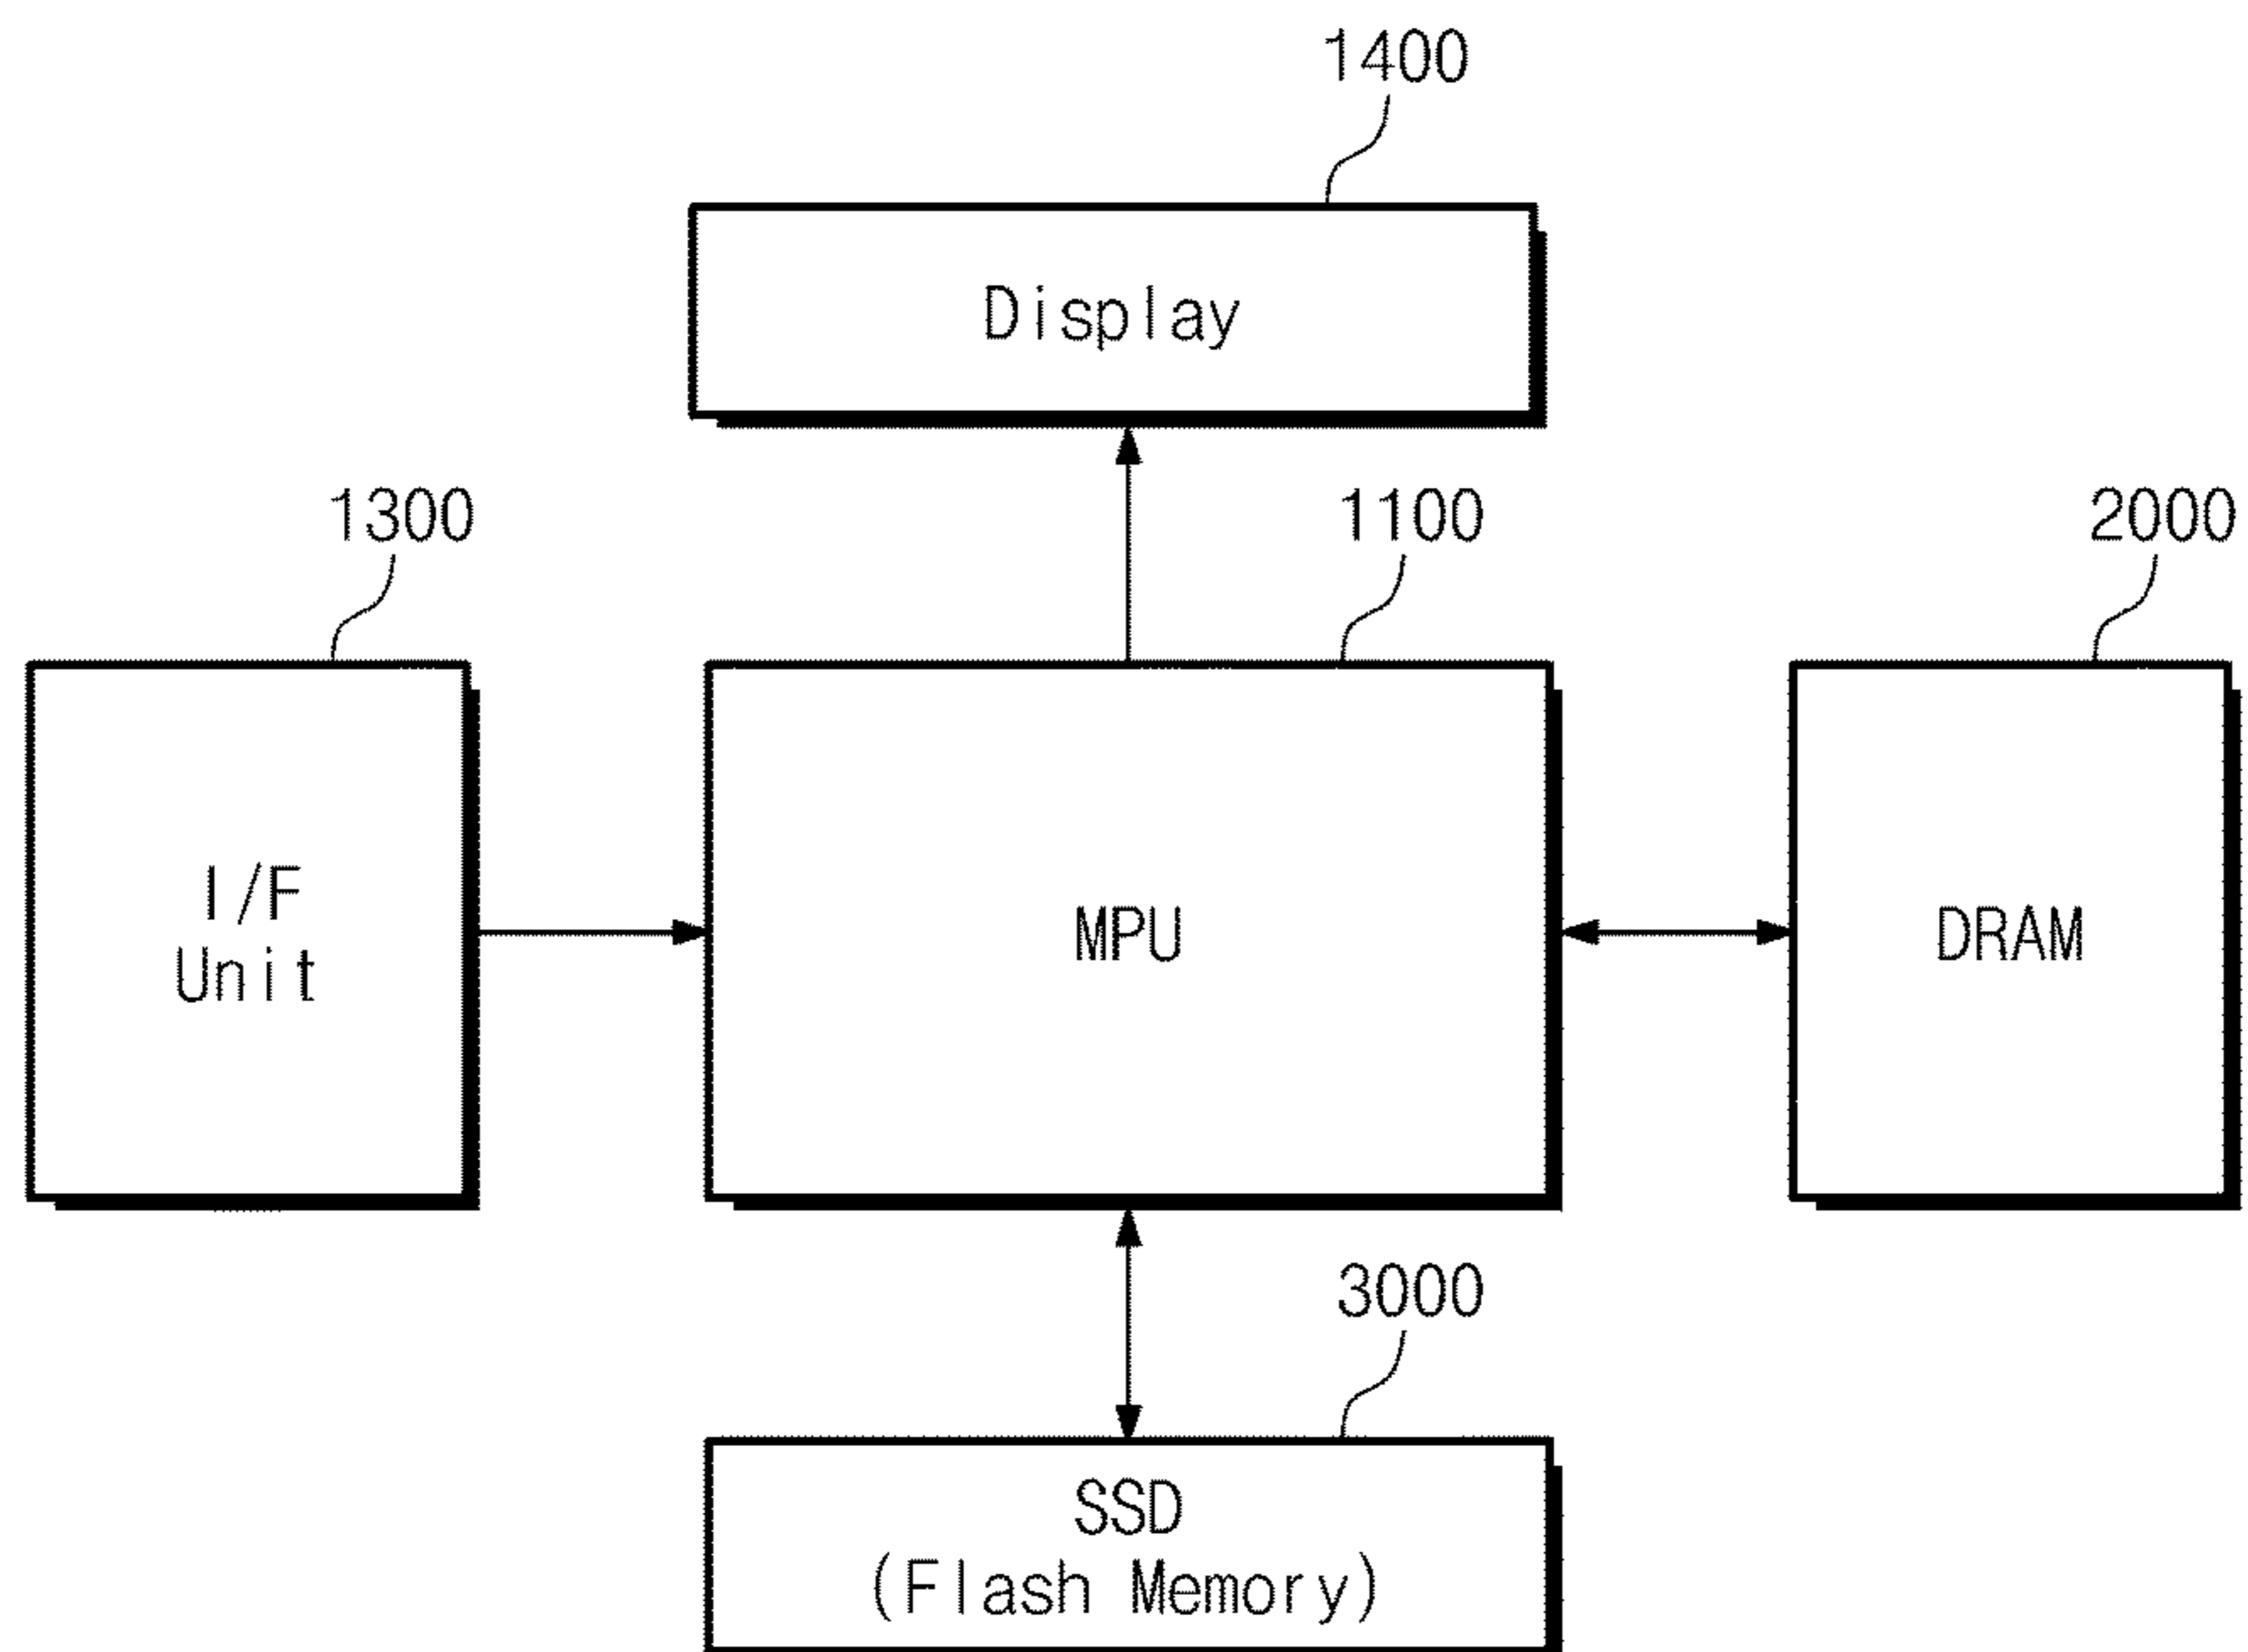 1400
Display
1300
1100
2000
I/F
Unit
MPU
DRAM
3000
SSD
(Flash Memory)